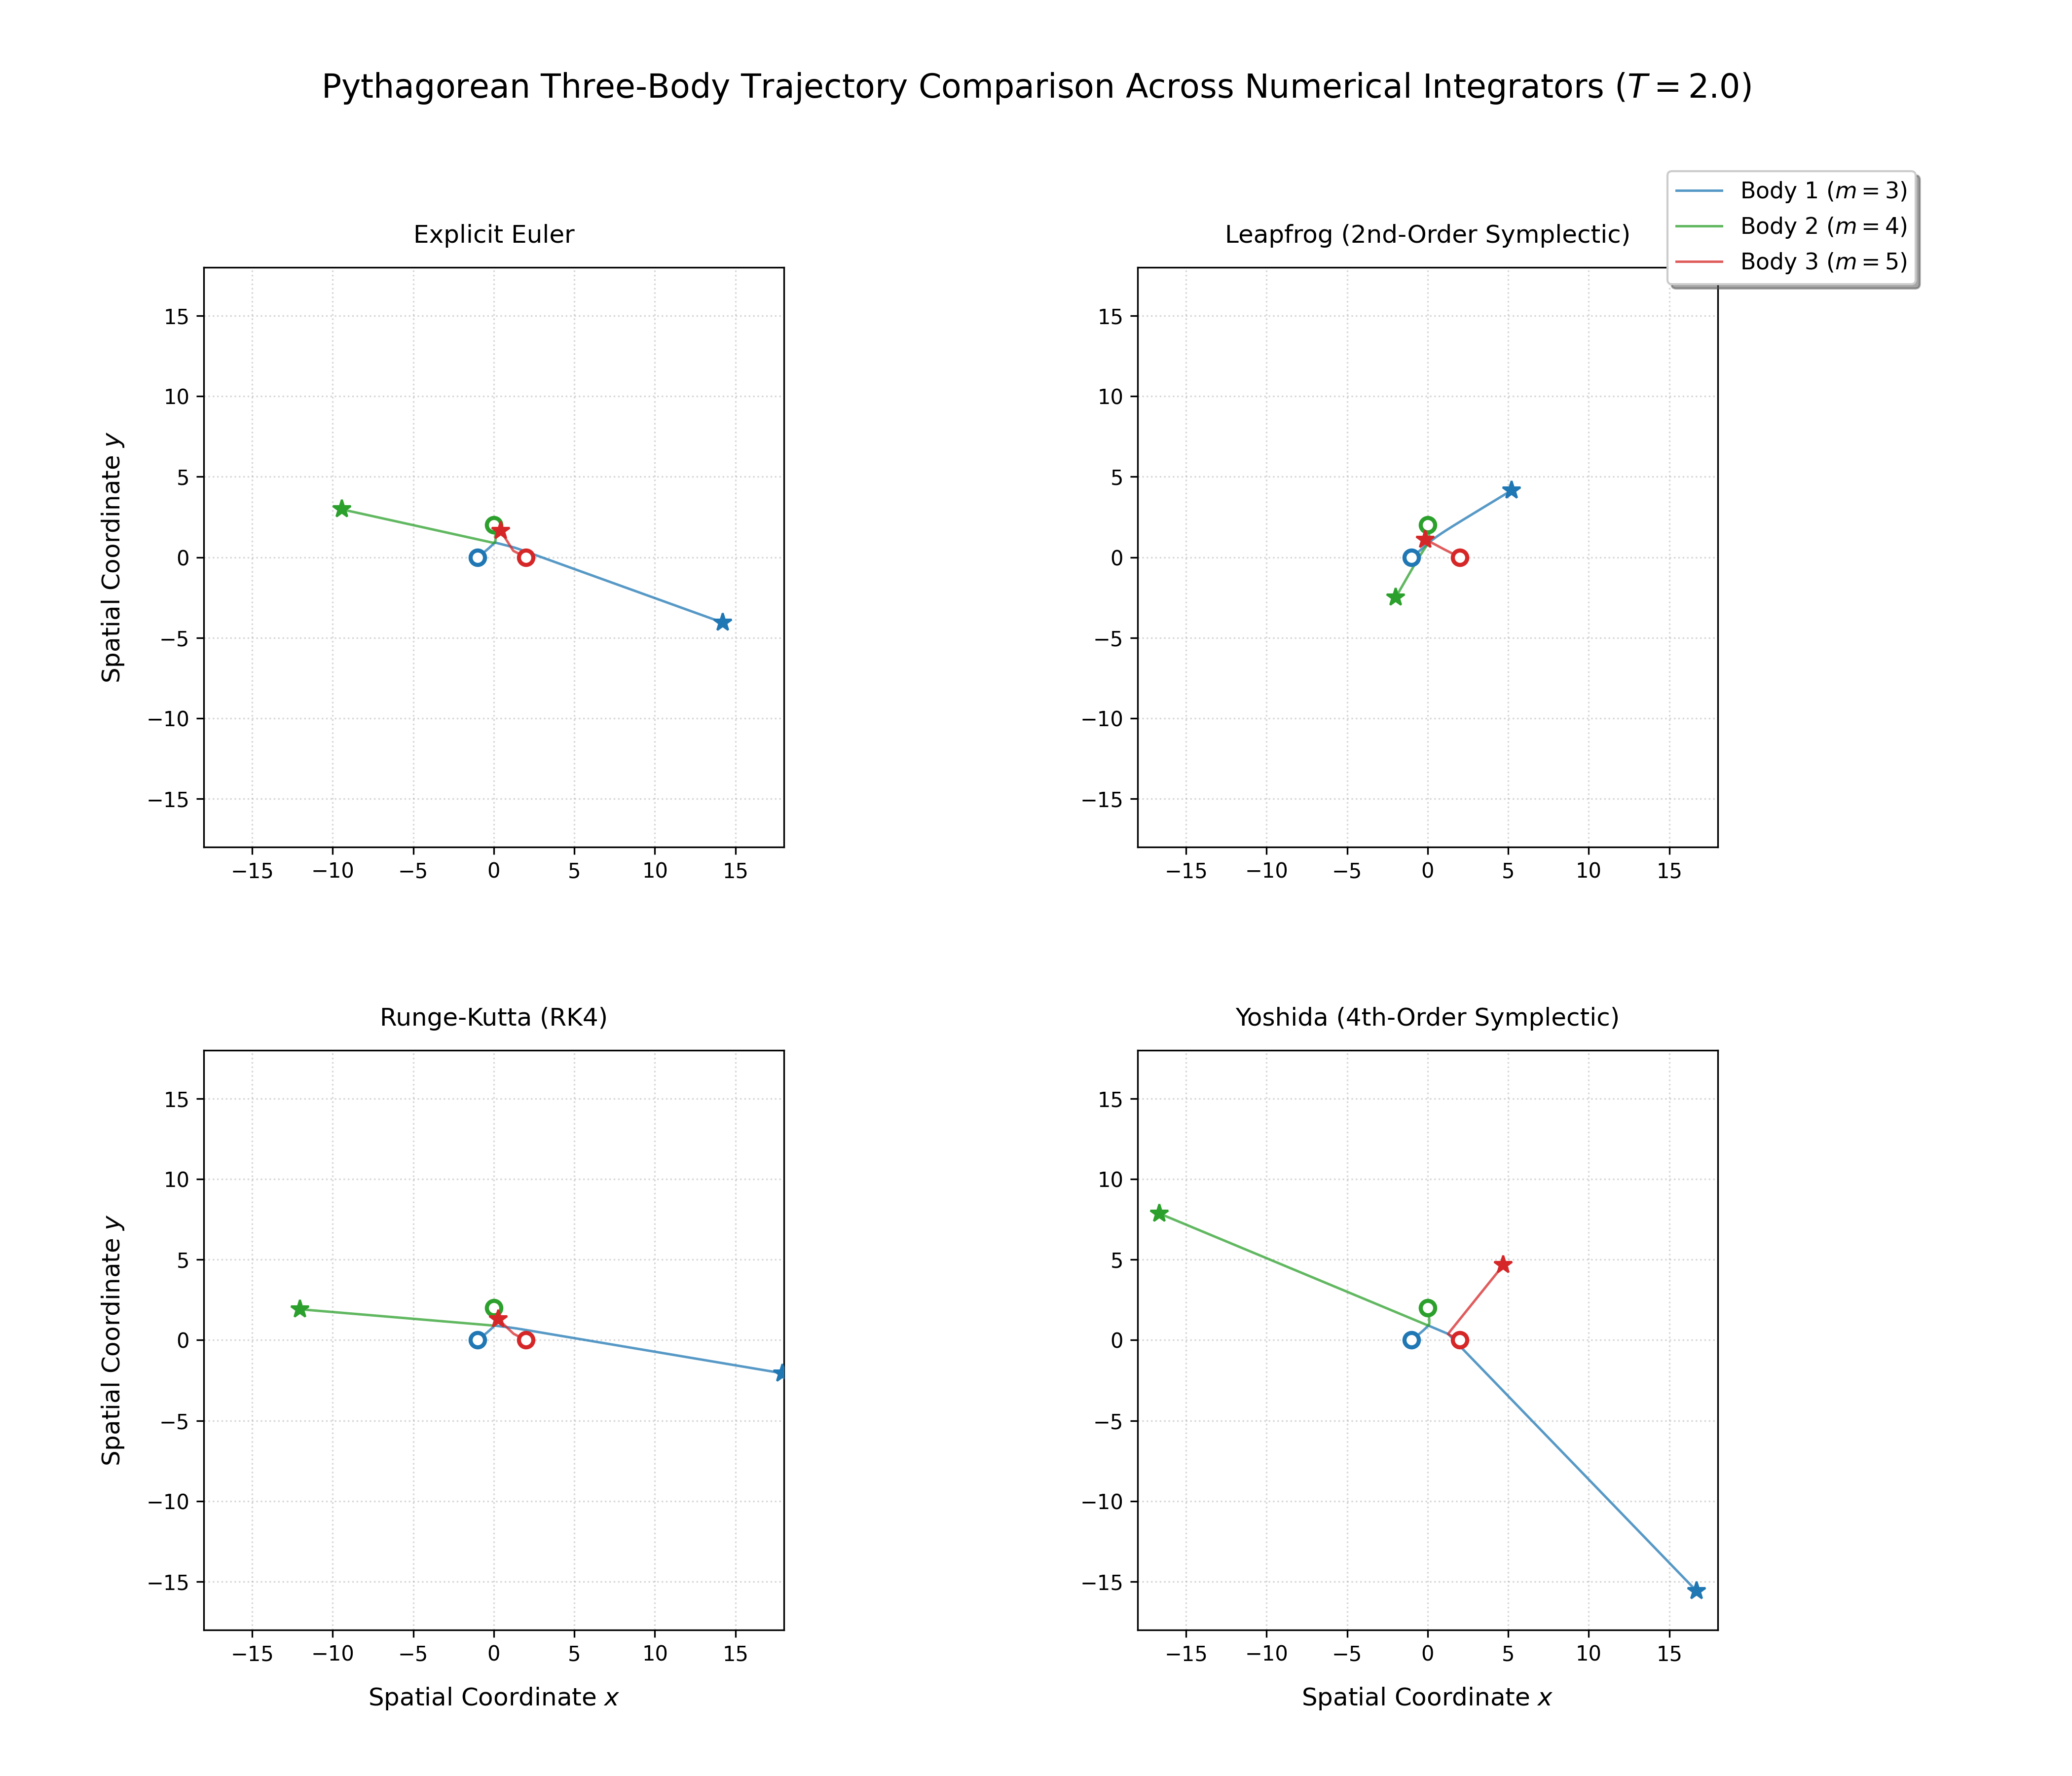 Pythagorean Three-Body Trajectory Comparison Across Numerical Integrators (T = 2.0)
Body 1 (m = 3)
Body 2 (m = 4)
Body 3 (m = 5)
Explicit Euler
Spatial Coordinate y
15
10
5
0
−5
−10
−15
−15 −10 −5 0 5 10 15
Leapfrog (2nd-Order Symplectic)
15
10
5
0
−5
−10
−15
−15 −10 −5 0 5 10 15
Runge-Kutta (RK4)
Spatial Coordinate y
15
10
5
0
−5
−10
−15
−15 −10 −5 0 5 10 15
Spatial Coordinate x
Yoshida (4th-Order Symplectic)
15
10
5
0
−5
−10
−15
−15 −10 −5 0 5 10 15
Spatial Coordinate x